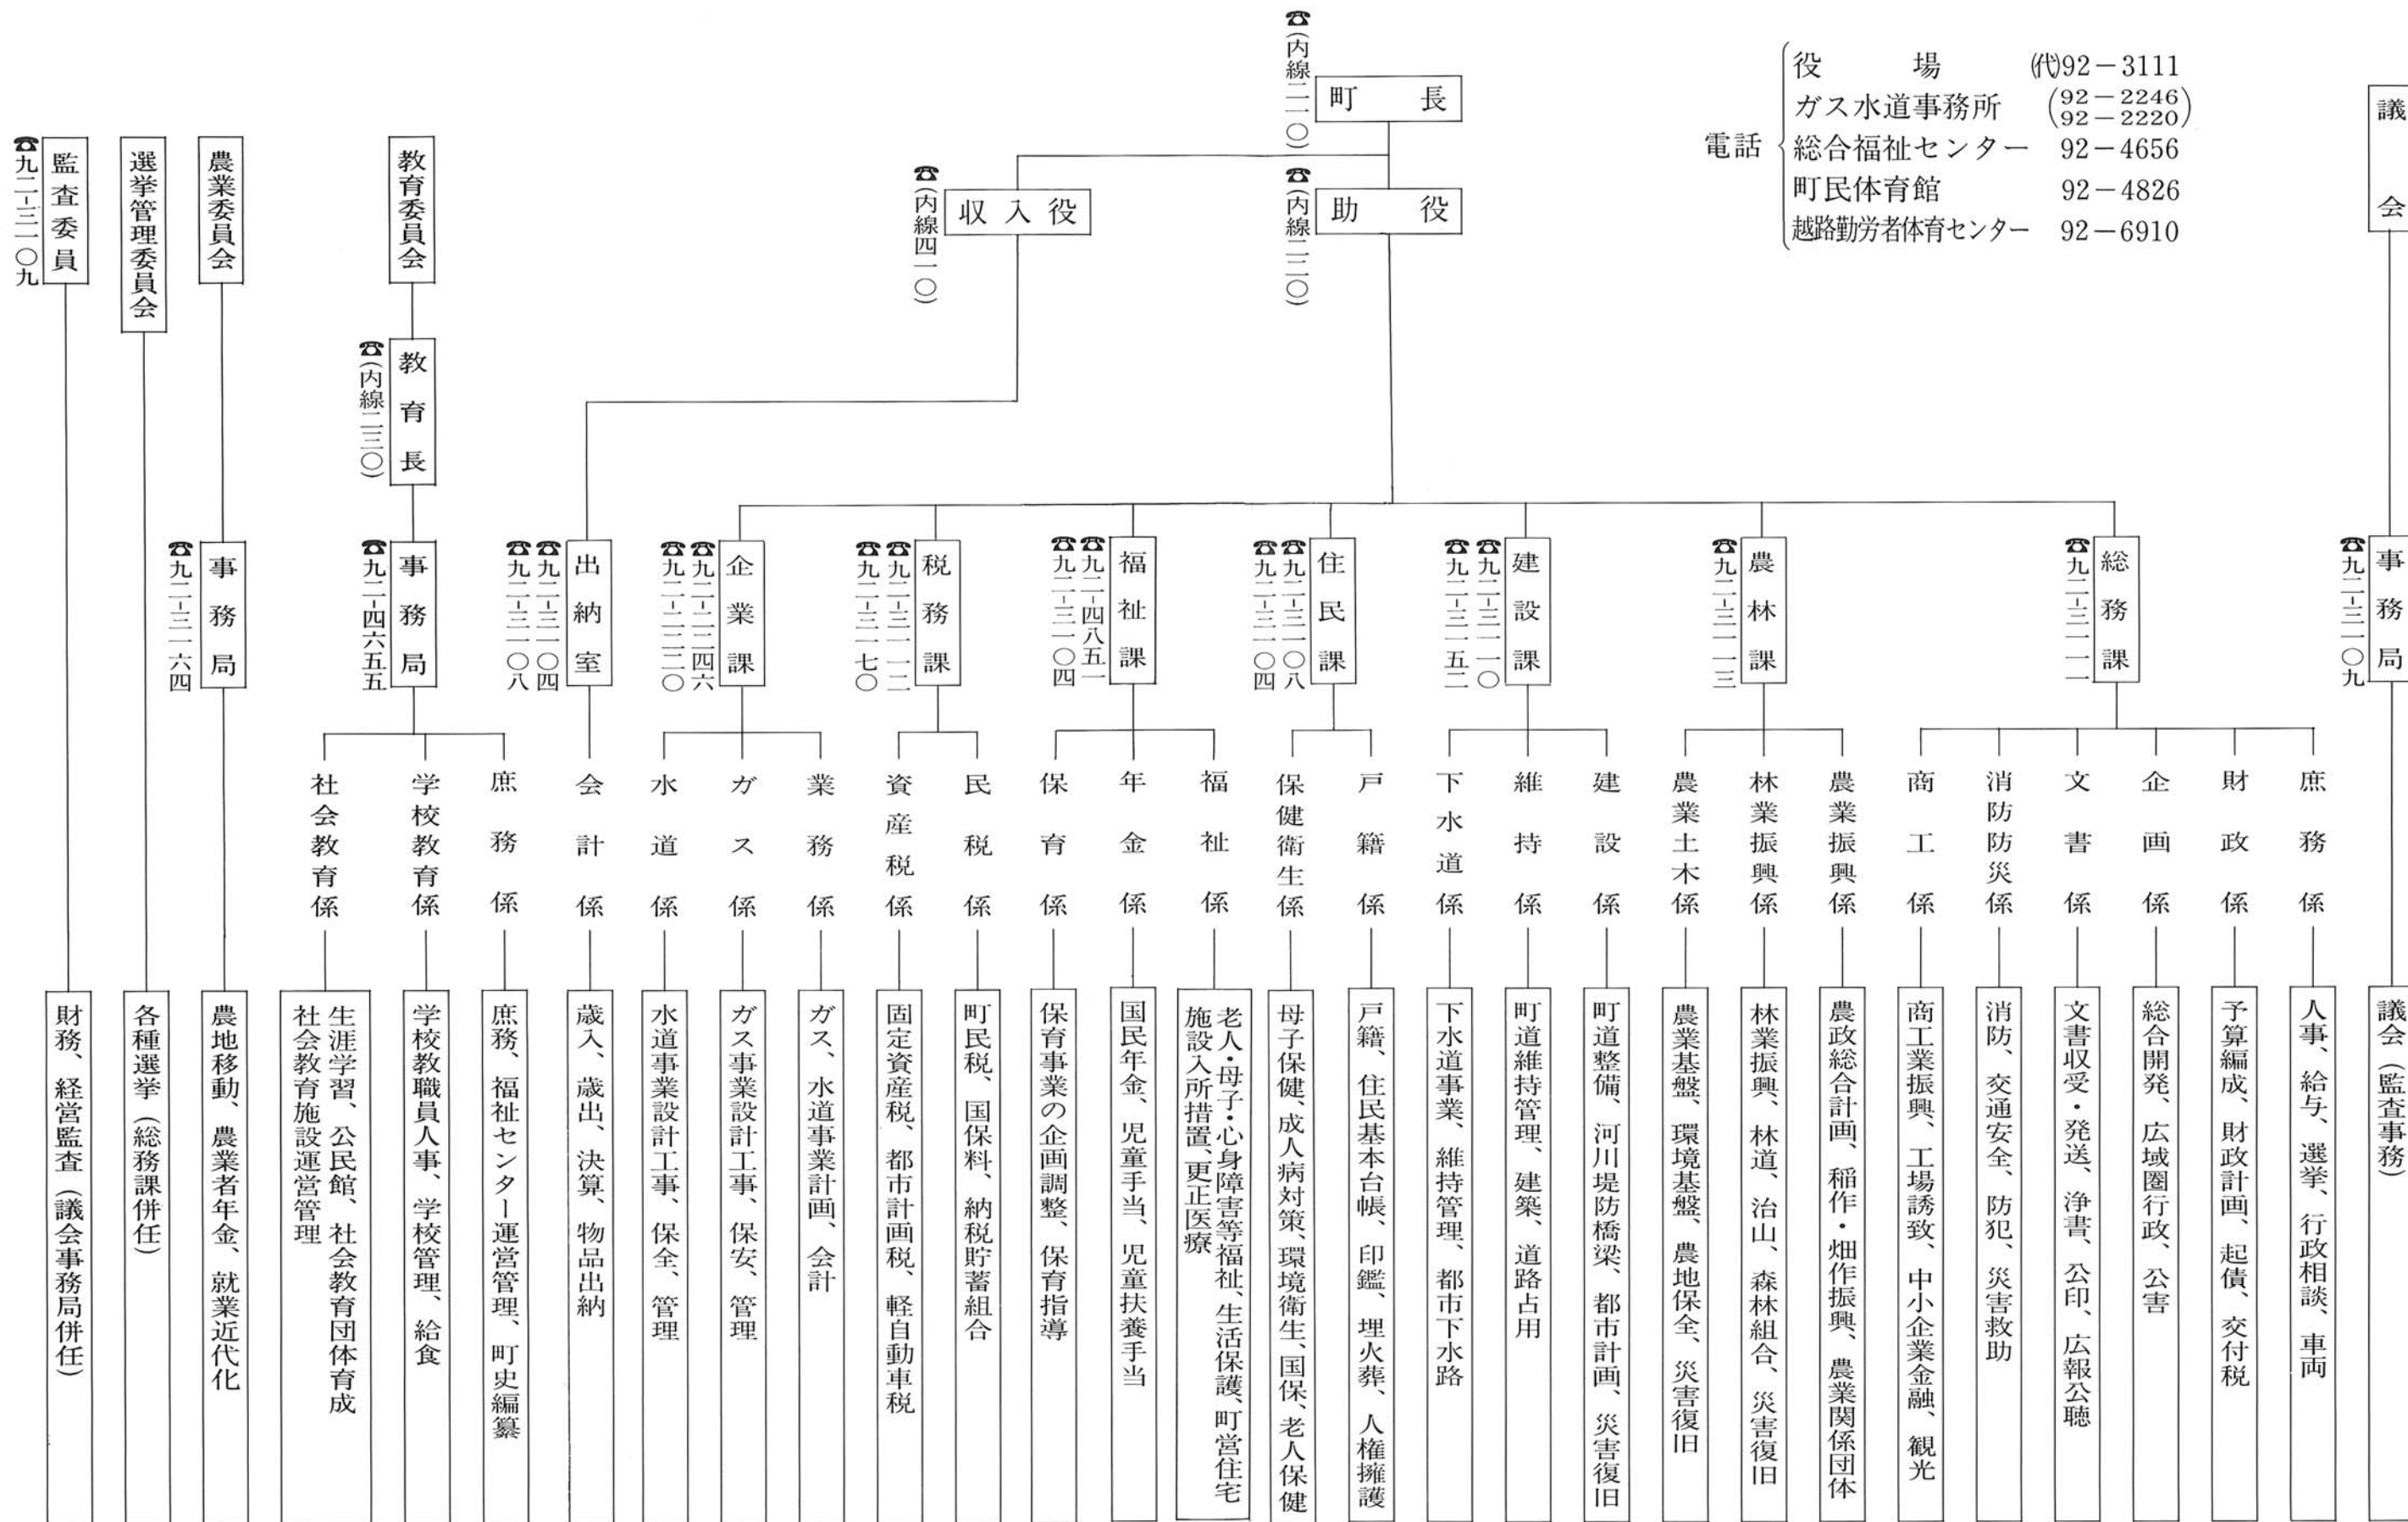 議会
事務局
☎九二-三一〇九
議会（監査事務）
電話
役場 (代)92－3111
ガス水道事務所 (92－2246 92－2220)
総合福祉センター 92－4656
町民体育館 92－4826
越路勤労者体育センター 92－6910
町長
☎（内線二一〇）
助役
☎（内線二二〇）
収入役
☎（内線四一〇）
総務課
☎九二-三一一一
庶務係
人事、給与、選挙、行政相談、車両
財政係
予算編成、財政計画、起債、交付税
企画係
総合開発、広域圏行政、公害
文書係
文書収受・発送、浄書、公印、広報公聴
消防防災係
消防、交通安全、防犯、災害救助
商工係
商工業振興、工場誘致、中小企業金融、観光
農林課
☎九二-三一一三
農業振興係
農政総合計画、稲作・畑作振興、農業関係団体
林業振興係
林業振興、林道、治山、森林組合、災害復旧
農業土木係
農業基盤、環境基盤、農地保全、災害復旧
建設課
☎九二-三一一〇
☎九二-三一五二
建設係
町道整備、河川堤防橋梁、都市計画、災害復旧
維持係
町道維持管理、建築、道路占用
下水道係
下水道事業、維持管理、都市下水路
住民課
☎九二-三一〇八
☎九二-三一〇四
戸籍係
戸籍、住民基本台帳、印鑑、埋火葬、人権擁護
保健衛生係
母子保健、成人病対策、環境衛生、国保、老人保健
福祉課
☎九二-四八五一
☎九二-三一〇四
福祉係
老人・母子・心身障害等福祉、生活保護、町営住宅
施設入所措置、更正医療
年金係
国民年金、児童手当、児童扶養手当
保育係
保育事業の企画調整、保育指導
税務課
☎九二-三一一二
☎九二-三一七〇
民税係
町民税、国保料、納税貯蓄組合
資産税係
固定資産税、都市計画税、軽自動車税
企業課
☎九二-二二四六
☎九二-二二二〇
業務係
ガス、水道事業計画、会計
ガス係
ガス事業設計工事、保安、管理
水道係
水道事業設計工事、保全、管理
出納室
☎九二-三一〇四
☎九二-三一〇八
会計係
歳入、歳出、決算、物品出納
教育委員会
教育長
☎（内線二三〇）
事務局
☎九二-四六五五
庶務係
庶務、福祉センター運営管理、町史編纂
学校教育係
学校教職員人事、学校管理、給食
社会教育係
生涯学習、公民館、社会教育団体育成
社会教育施設運営管理
農業委員会
事務局
☎九二-三一六四
農地移動、農業者年金、就業近代化
選挙管理委員会
各種選挙（総務課併任）
監査委員
☎九二-三一〇九
財務、経営監査（議会事務局併任）